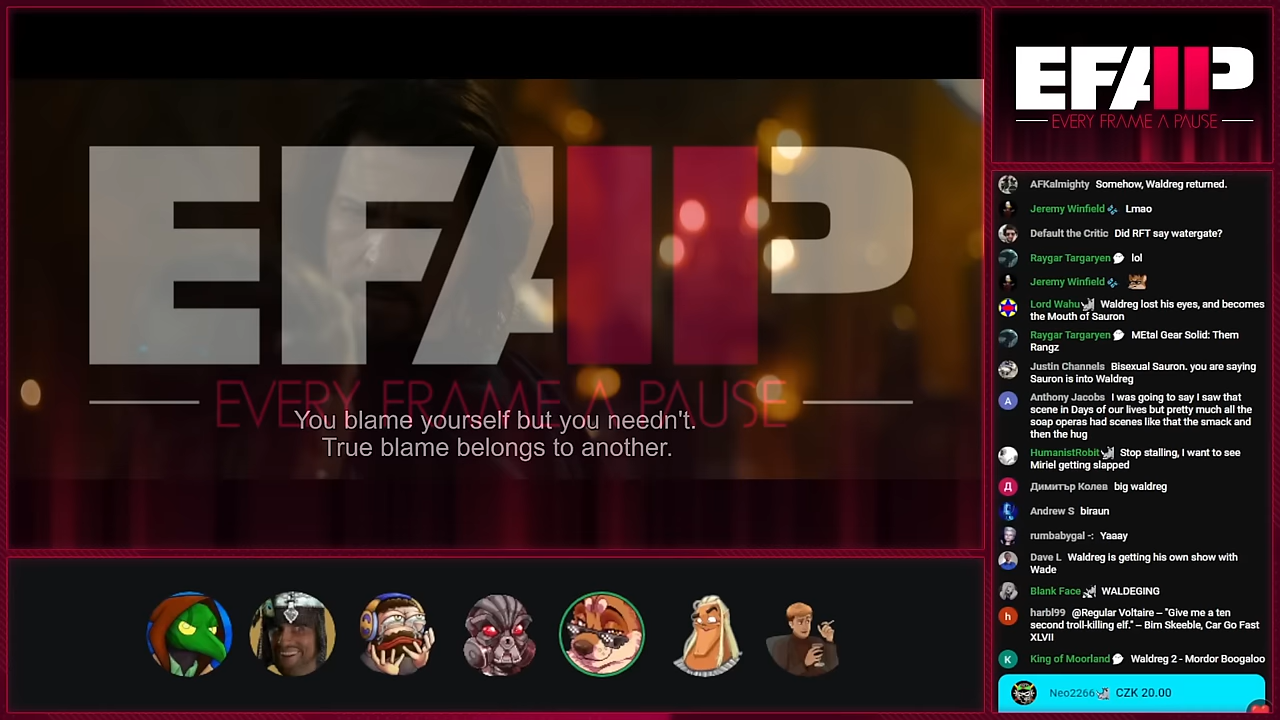 EFAP
EVERY FRAME A PAUSE
You blame yourself but you needn't.
True blame belongs to another.
EFAP
EVERY FRAME A PAUSE
AFKalmighty Somehow, Waldreg returned.
Jeremy Winfield Lmao
Default the Critic Did RFT say watergate?
Raygar Targaryen lol
Jeremy Winfield
Lord Wahu Waldreg lost his eyes, and becomes
the Mouth of Sauron
Raygar Targaryen MEtal Gear Solid: Them
Rangz
Justin Channels Bisexual Sauron. you are saying
Sauron is into Waldreg
A
Anthony Jacobs I was going to say I saw that
scene in Days of our lives but pretty much all the
soap operas had scenes like that the smack and
then the hug
HumanistRobit Stop stalling, I want to see
Miriel getting slapped
Д
Димитър Колев big waldreg
Andrew S biraun
rumbabygal -: Yaaay
Dave L Waldreg is getting his own show with
Wade
Blank Face WALDEGING
h
harbl99 @Regular Voltaire -- "Give me a ten
second troll-killing elf." -- Bim Skeeble, Car Go Fast
XLVII
K
King of Moorland Waldreg 2 - Mordor Boogaloo
Neo2266 CZK 20.00